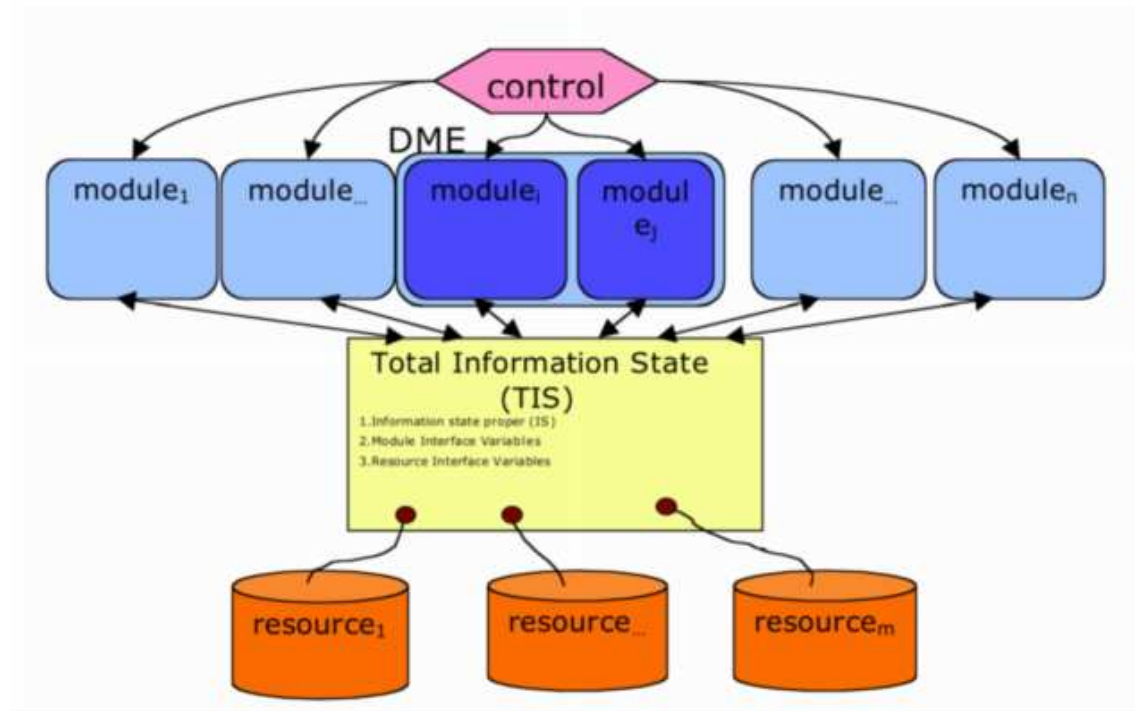 control
DME
module₁
module...
moduleᵢ
modul
eⱼ
module...
moduleₙ
Total Information State
(TIS)
1.Information state proper (IS)
2.Module Interface Variables
3.Resource Interface Variables
resource₁
resource...
resourceₘ